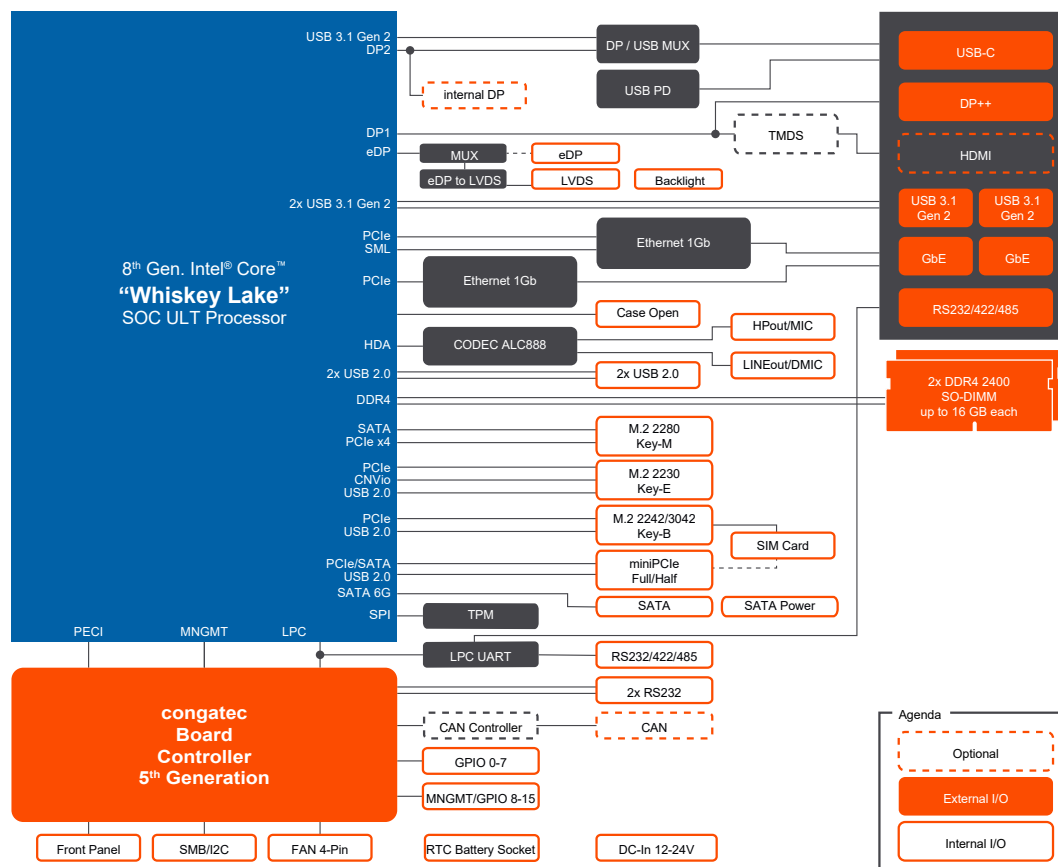 USB 3.1 Gen 2
DP2
DP / USB MUX
USB-C
internal DP
USB PD
DP++
DP1
TMDS
eDP
MUX
eDP
HDMI
eDP to LVDS
LVDS
Backlight
2x USB 3.1 Gen 2
USB 3.1
Gen 2
USB 3.1
Gen 2
PCIe
SML
Ethernet 1Gb
GbE
GbE
8th Gen. Intel® Core™
“Whiskey Lake”
SOC ULT Processor
PCIe
Ethernet 1Gb
Case Open
RS232/422/485
HPout/MIC
HDA
CODEC ALC888
LINEout/DMIC
2x USB 2.0
2x USB 2.0
2x DDR4 2400
SO-DIMM
up to 16 GB each
DDR4
SATA
PCIe x4
M.2 2280
Key-M
PCIe
CNVio
USB 2.0
M.2 2230
Key-E
PCIe
USB 2.0
M.2 2242/3042
Key-B
SIM Card
PCIe/SATA
USB 2.0
miniPCIe
Full/Half
SATA 6G
SATA
SATA Power
SPI
TPM
PECI
MNGMT
LPC
LPC UART
RS232/422/485
2x RS232
congatec
Board
Controller
5th Generation
CAN Controller
CAN
GPIO 0-7
MNGMT/GPIO 8-15
Front Panel
SMB/I2C
FAN 4-Pin
RTC Battery Socket
DC-In 12-24V
Agenda
Optional
External I/O
Internal I/O